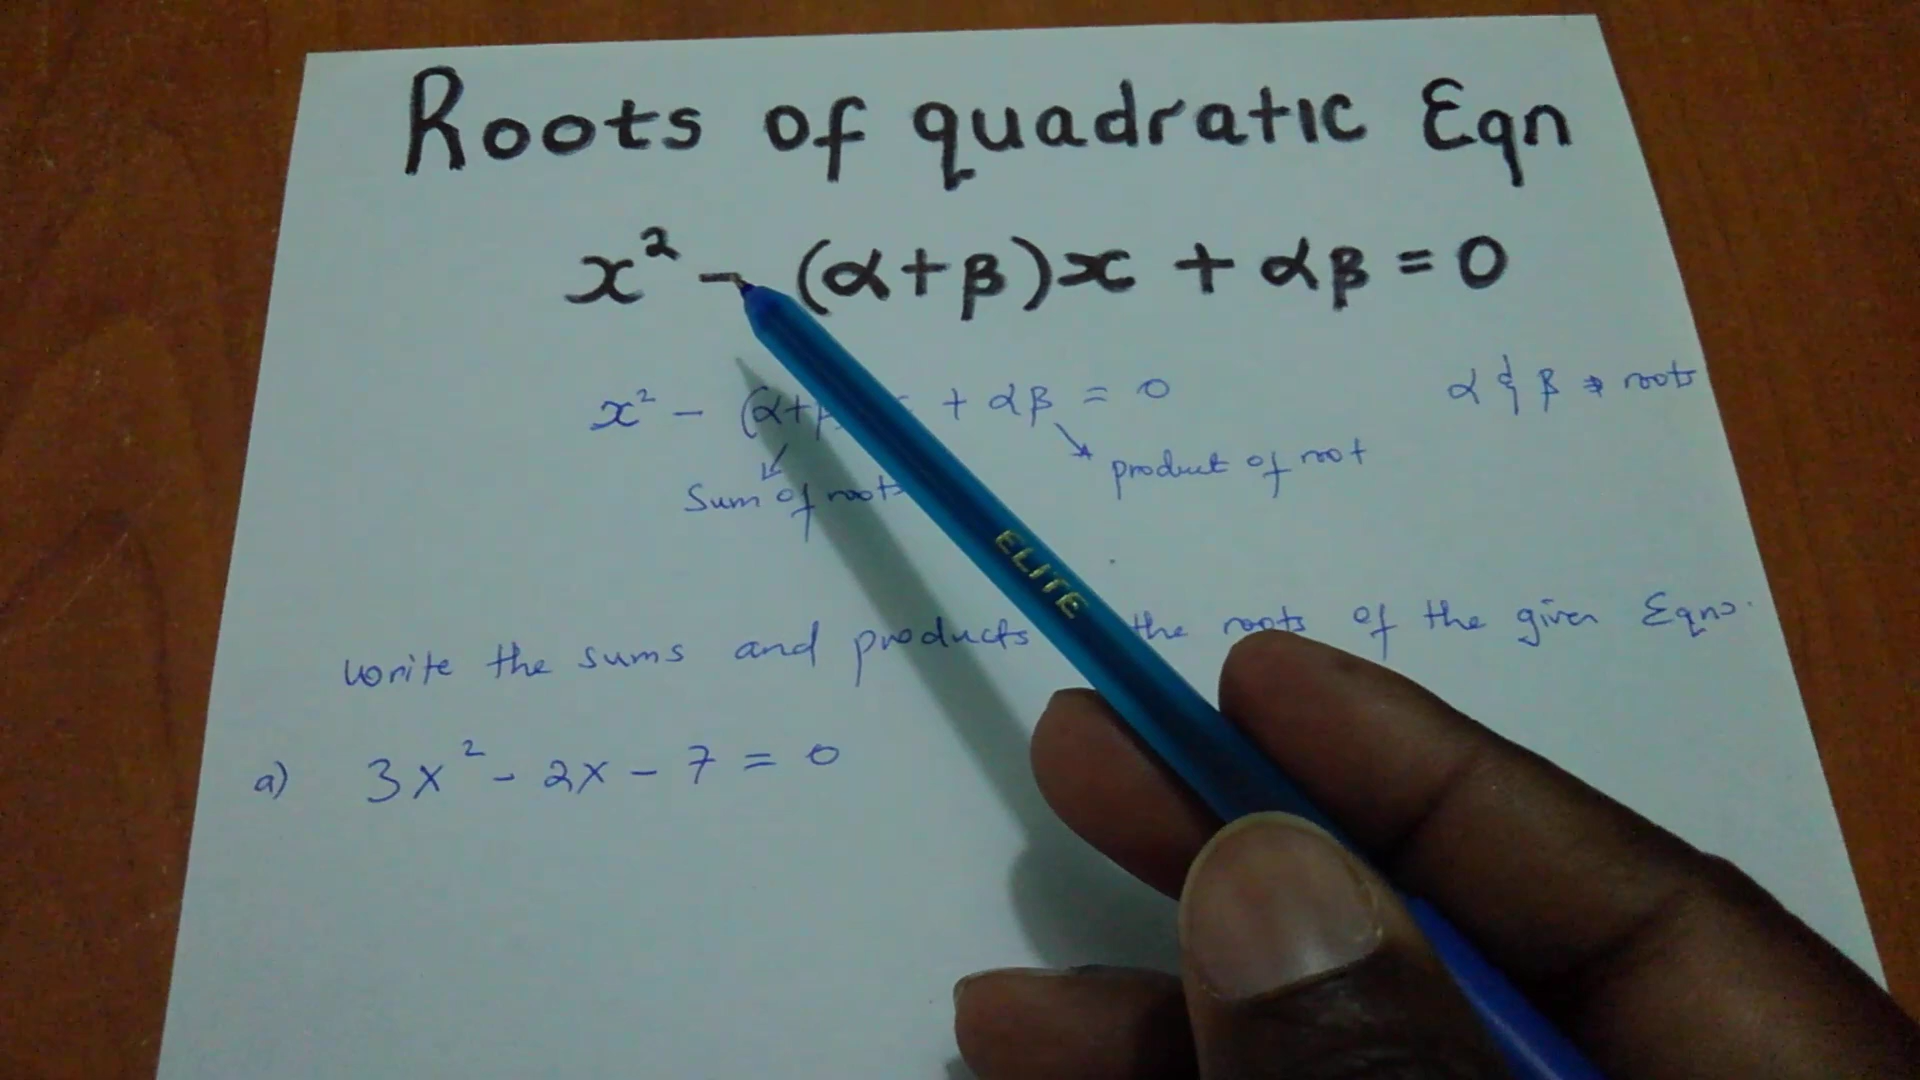 Roots of quadratic Eqn
x² - (α+β)x + αβ = 0
x² - (α+β + αβ = 0
α & β → roots
Sum of roots
product of root
ELITE
Write the sums and products the roots of the given Eqns.
a) 3x² - 2x - 7 = 0